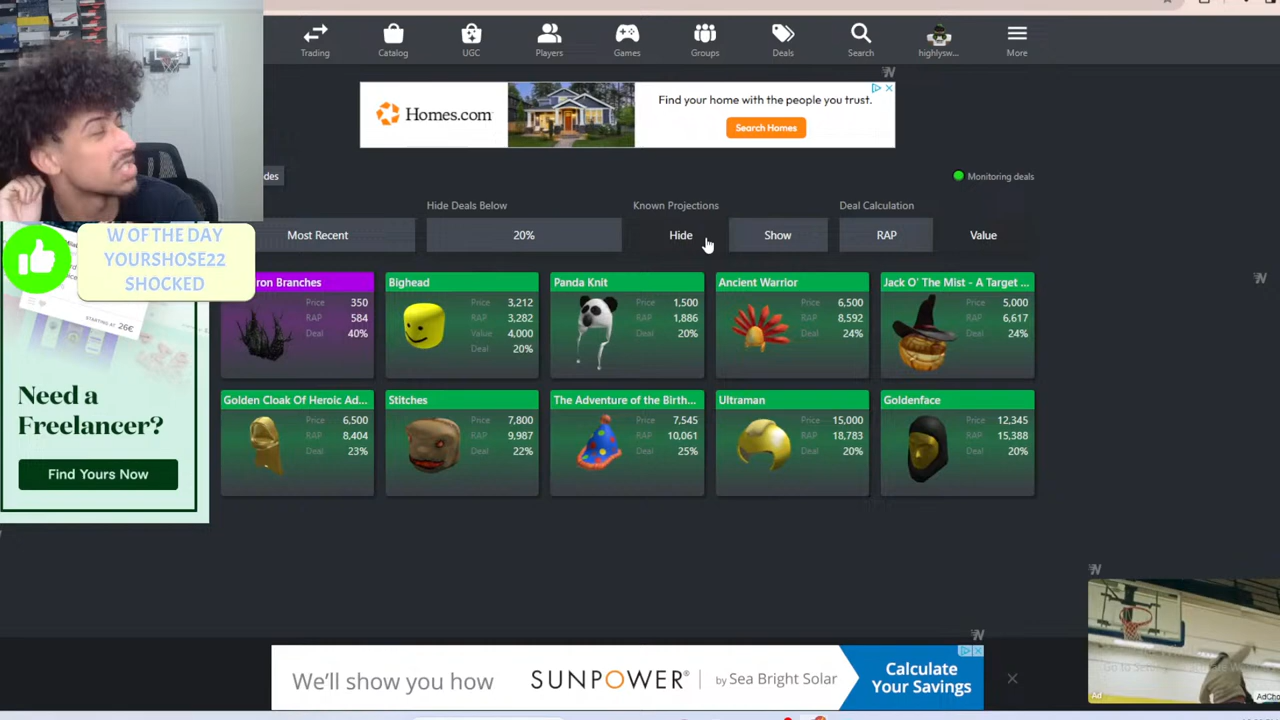 Trading
Catalog
UGC
Players
Games
Groups
Deals
Search
highlysw...
More
Homes.com
Find your home with the people you trust.
Search Homes
des
Monitoring deals
Hide Deals Below
Known Projections
Deal Calculation
Most Recent
20%
Hide
Show
RAP
Value
W OF THE DAY
YOURSHOSE22
SHOCKED
STARTING AT 26€
Need a
Freelancer?
Find Yours Now
ron Branches
Price 350
RAP 584
Deal 40%
Bighead
Price 3,212
RAP 3,282
Value 4,000
Deal 20%
Panda Knit
Price 1,500
RAP 1,886
Deal 20%
Ancient Warrior
Price 6,500
RAP 8,592
Deal 24%
Jack O' The Mist - A Target ...
Price 5,000
RAP 6,617
Deal 24%
Golden Cloak Of Heroic Ad...
Price 6,500
RAP 8,404
Deal 23%
Stitches
Price 7,800
RAP 9,987
Deal 22%
The Adventure of the Birth...
Price 7,545
RAP 10,061
Deal 25%
Ultraman
Price 15,000
RAP 18,783
Deal 20%
Goldenface
Price 12,345
RAP 15,388
Deal 20%
We'll show you how
SUNPOWER
by Sea Bright Solar
Calculate
Your Savings
Ad
AdCho